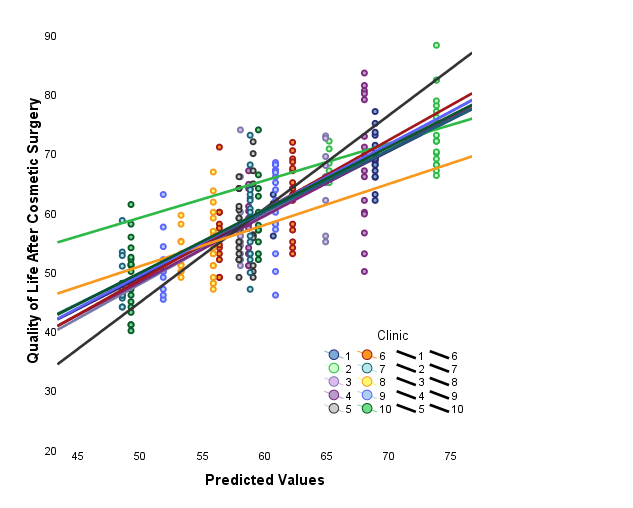 90
80
70
60
50
40
30
20
Quality of Life After Cosmetic Surgery
45 50 55 60 65 70 75
Predicted Values
Clinic
1 6 1 6
2 7 2 7
3 8 3 8
4 9 4 9
5 10 5 10